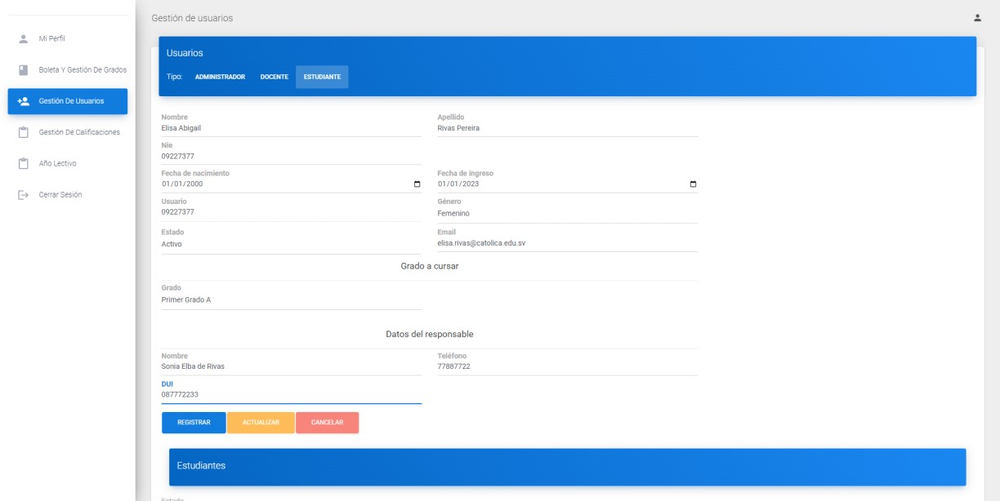 Gestión de usuarios
Mi Perfil
Boleta Y Gestión De Grados
Gestión De Usuarios
Gestión De Calificaciones
Año Lectivo
Cerrar Sesión
Usuarios
Tipo: ADMINISTRADOR DOCENTE ESTUDIANTE
Nombre Apellido
Elisa Abigail Rivas Pereira
Nie
09227377
Fecha de nacimiento Fecha de ingreso
01/01/2000 01/01/2023
Usuario Género
09227377 Femenino
Estado Email
Activo elisa.rivas@catolica.edu.sv
Grado a cursar
Grado
Primer Grado A
Datos del responsable
Nombre Teléfono
Sonia Elba de Rivas 77887722
DUI
087772233
REGISTRAR ACTUALIZAR CANCELAR
Estudiantes
Estado